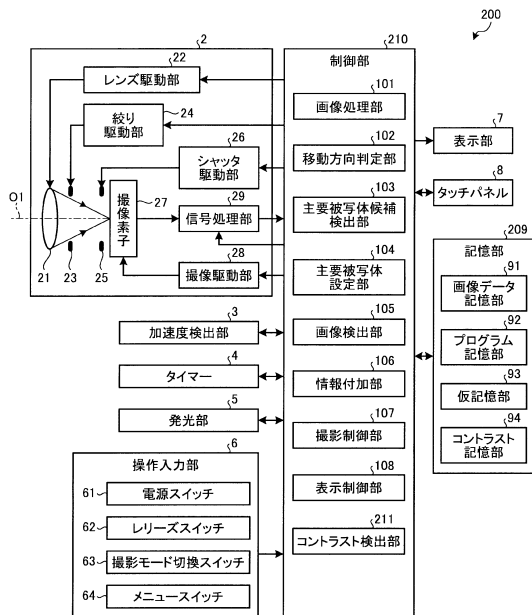 200
2
22
レンズ駆動部
24
絞り
駆動部
26
シャッタ
駆動部
27
撮像素子
29
信号処理部
28
撮像駆動部
O1
21
23
25
3
加速度検出部
4
タイマー
5
発光部
6
操作入力部
61
電源スイッチ
62
レリーズスイッチ
63
撮影モード切換スイッチ
64
メニュースイッチ
210
制御部
101
画像処理部
102
移動方向判定部
103
主要被写体候補
検出部
104
主要被写体
設定部
105
画像検出部
106
情報付加部
107
撮影制御部
108
表示制御部
211
コントラスト検出部
7
表示部
8
タッチパネル
209
記憶部
91
画像データ
記憶部
92
プログラム
記憶部
93
仮記憶部
94
コントラスト
記憶部